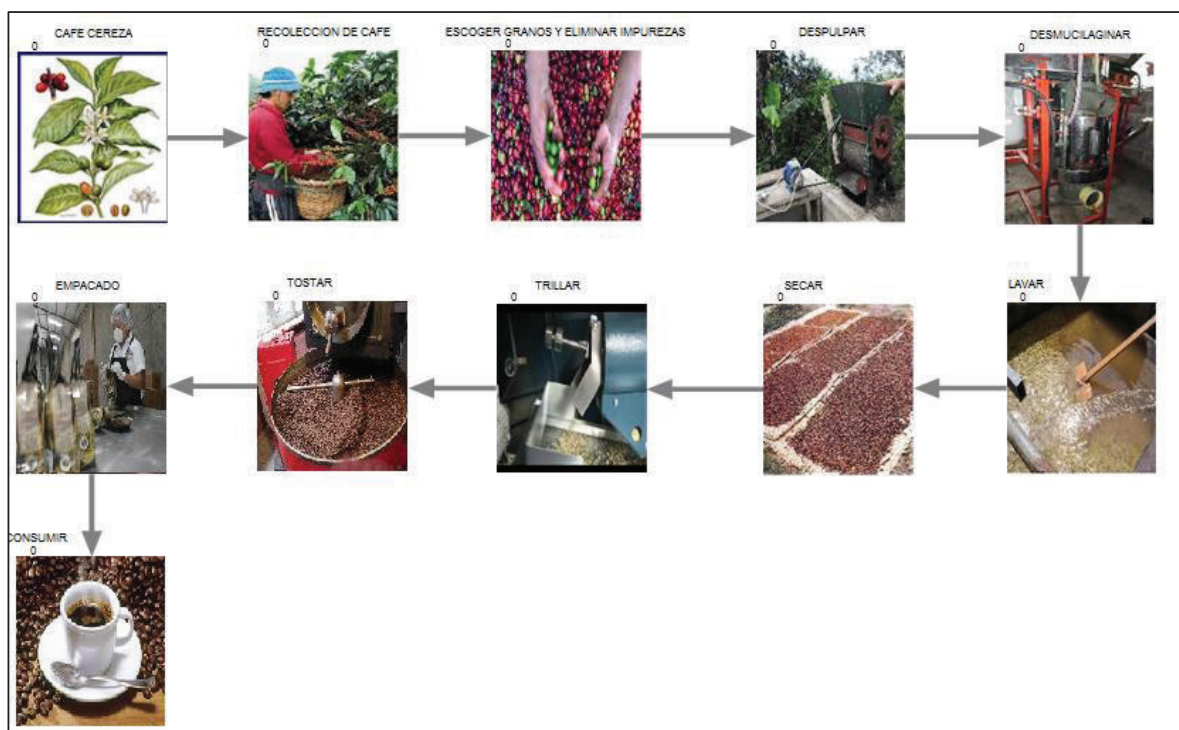 CAFE CEREZA
0
RECOLECCION DE CAFE
0
ESCOGER GRANOS Y ELIMINAR IMPUREZAS
0
DESPULPAR
0
DESMUCILAGINAR
0
LAVAR
0
SECAR
0
TRILLAR
0
TOSTAR
0
EMPACADO
0
CONSUMIR
0